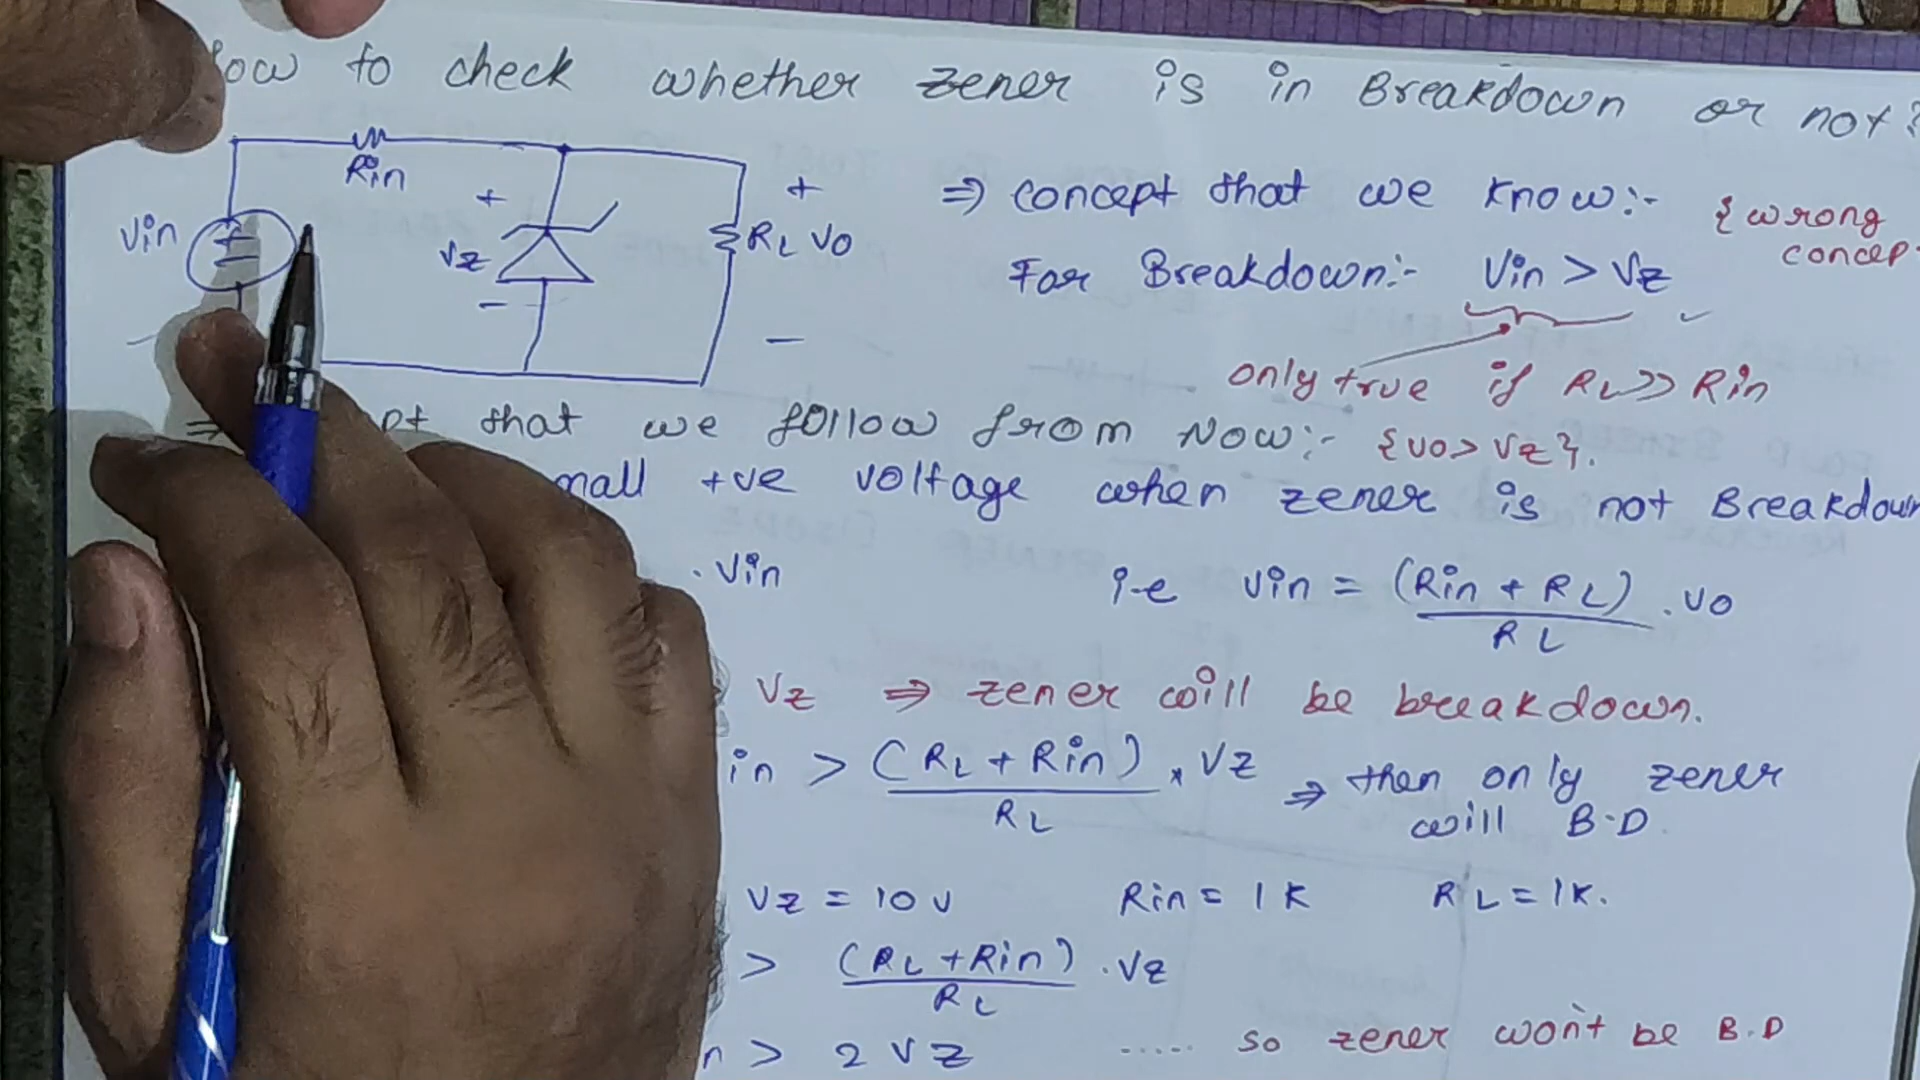 ow to check whether zener is in Breakdown or not?
Rin
Vin
+
Vz
-
RL
+
Vo
-
⇒ concept that we know:- {wrong
concep
For Breakdown:- Vin > Vz
only true if RL >> Rin
⇒ pt that we follow from Now:- {Vo > Vz}.
mall +ve voltage when zener is not Breakdown
. Vin i-e Vin = (Rin + RL) . Vo
RL
Vz ⇒ zener will be breakdown.
in > (RL + Rin) * Vz ⇒ then only zener
RL will B.D.
Vz = 10 V Rin = 1 K RL = 1K.
> (RL + Rin) . Vz
RL
n > 2 Vz ..... so zener won't be B.D